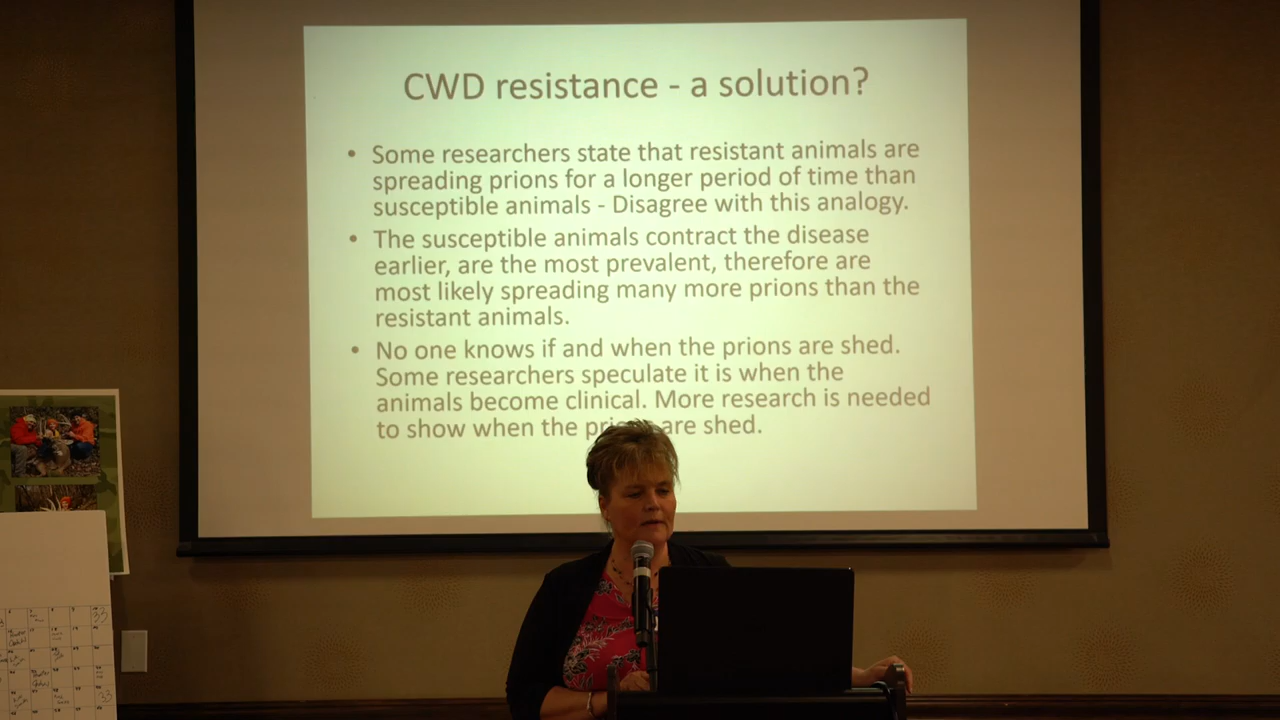 CWD resistance - a solution?
• Some researchers state that resistant animals are
spreading prions for a longer period of time than
susceptible animals - Disagree with this analogy.
• The susceptible animals contract the disease
earlier, are the most prevalent, therefore are
most likely spreading many more prions than the
resistant animals.
• No one knows if and when the prions are shed.
Some researchers speculate it is when the
animals become clinical. More research is needed
to show when the are shed.
33
33